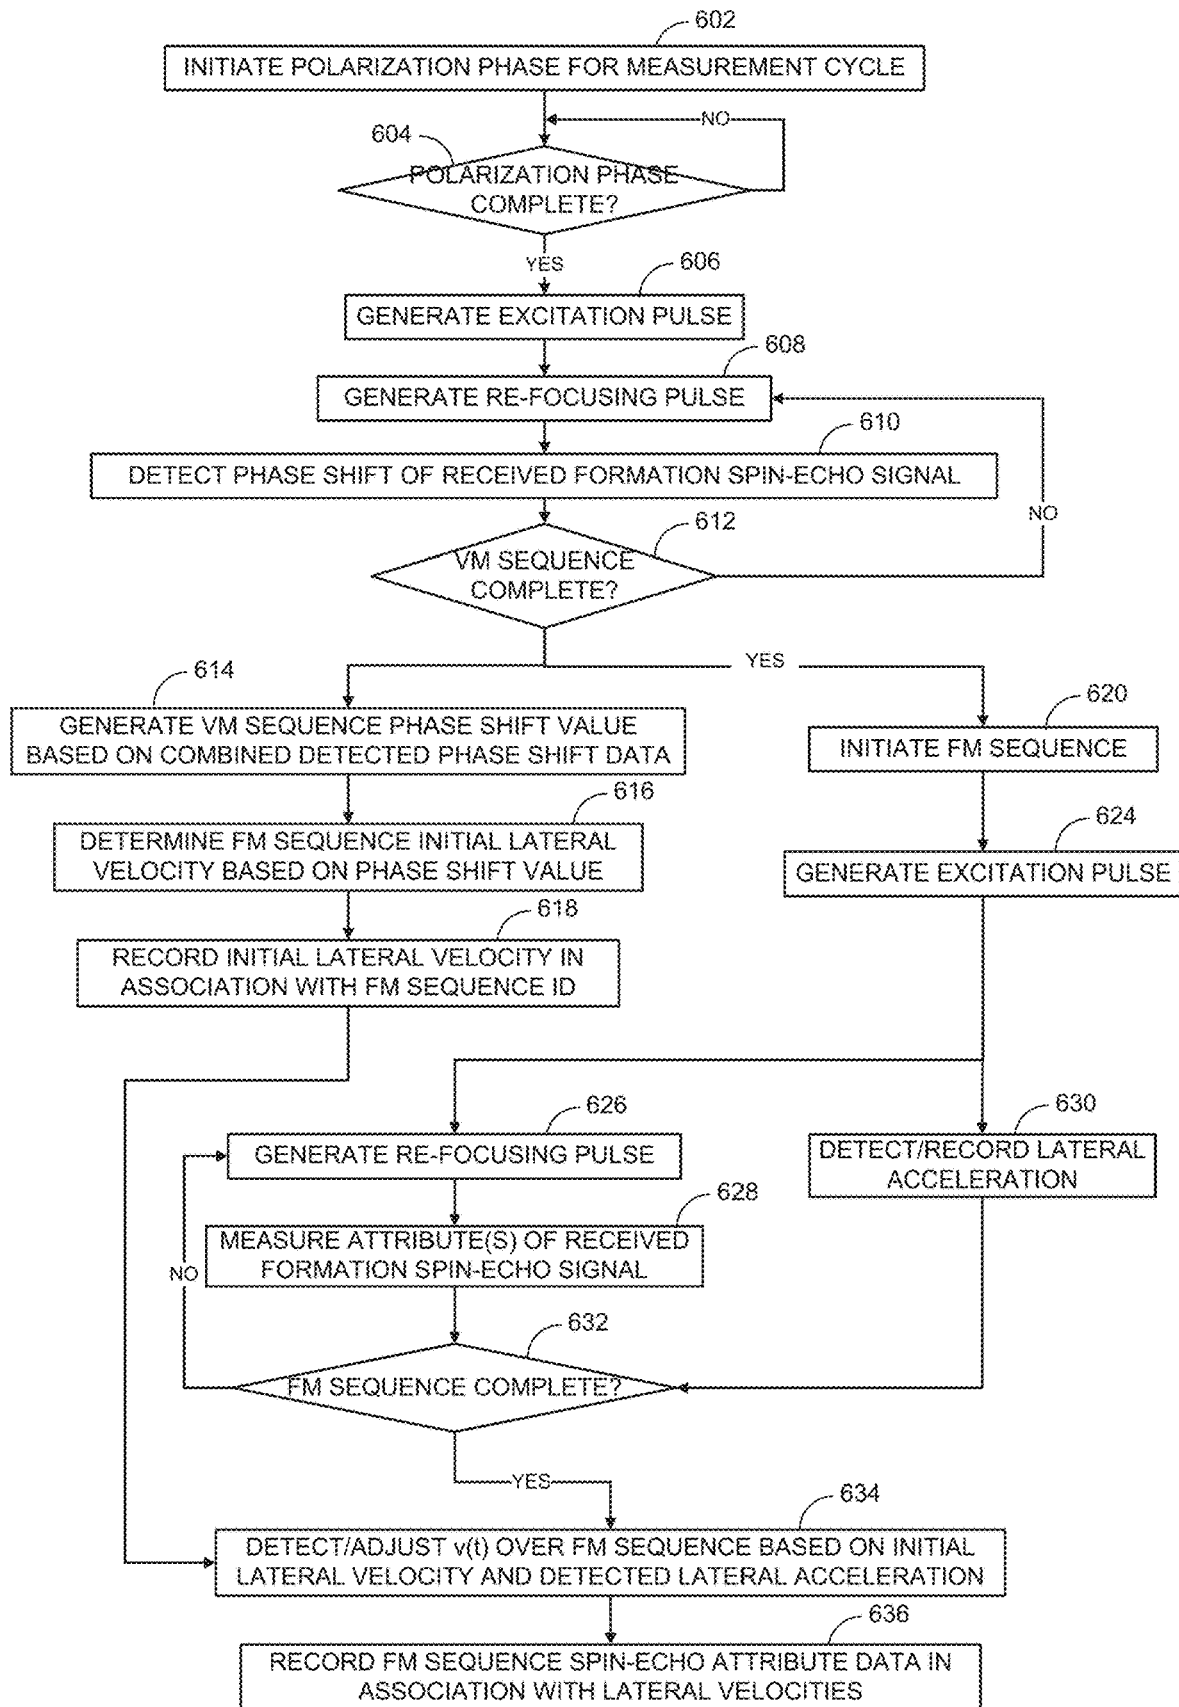 602
INITIATE POLARIZATION PHASE FOR MEASUREMENT CYCLE
NO
604
POLARIZATION PHASE
COMPLETE?
YES
606
GENERATE EXCITATION PULSE
608
GENERATE RE-FOCUSING PULSE
610
DETECT PHASE SHIFT OF RECEIVED FORMATION SPIN-ECHO SIGNAL
612
NO
VM SEQUENCE
COMPLETE?
YES
614
GENERATE VM SEQUENCE PHASE SHIFT VALUE
BASED ON COMBINED DETECTED PHASE SHIFT DATA
620
INITIATE FM SEQUENCE
616
DETERMINE FM SEQUENCE INITIAL LATERAL
VELOCITY BASED ON PHASE SHIFT VALUE
624
GENERATE EXCITATION PULSE
618
RECORD INITIAL LATERAL VELOCITY IN
ASSOCIATION WITH FM SEQUENCE ID
626
GENERATE RE-FOCUSING PULSE
630
DETECT/RECORD LATERAL
ACCELERATION
628
MEASURE ATTRIBUTE(S) OF RECEIVED
FORMATION SPIN-ECHO SIGNAL
NO
632
FM SEQUENCE COMPLETE?
YES
634
DETECT/ADJUST v(t) OVER FM SEQUENCE BASED ON INITIAL
LATERAL VELOCITY AND DETECTED LATERAL ACCELERATION
636
RECORD FM SEQUENCE SPIN-ECHO ATTRIBUTE DATA IN
ASSOCIATION WITH LATERAL VELOCITIES